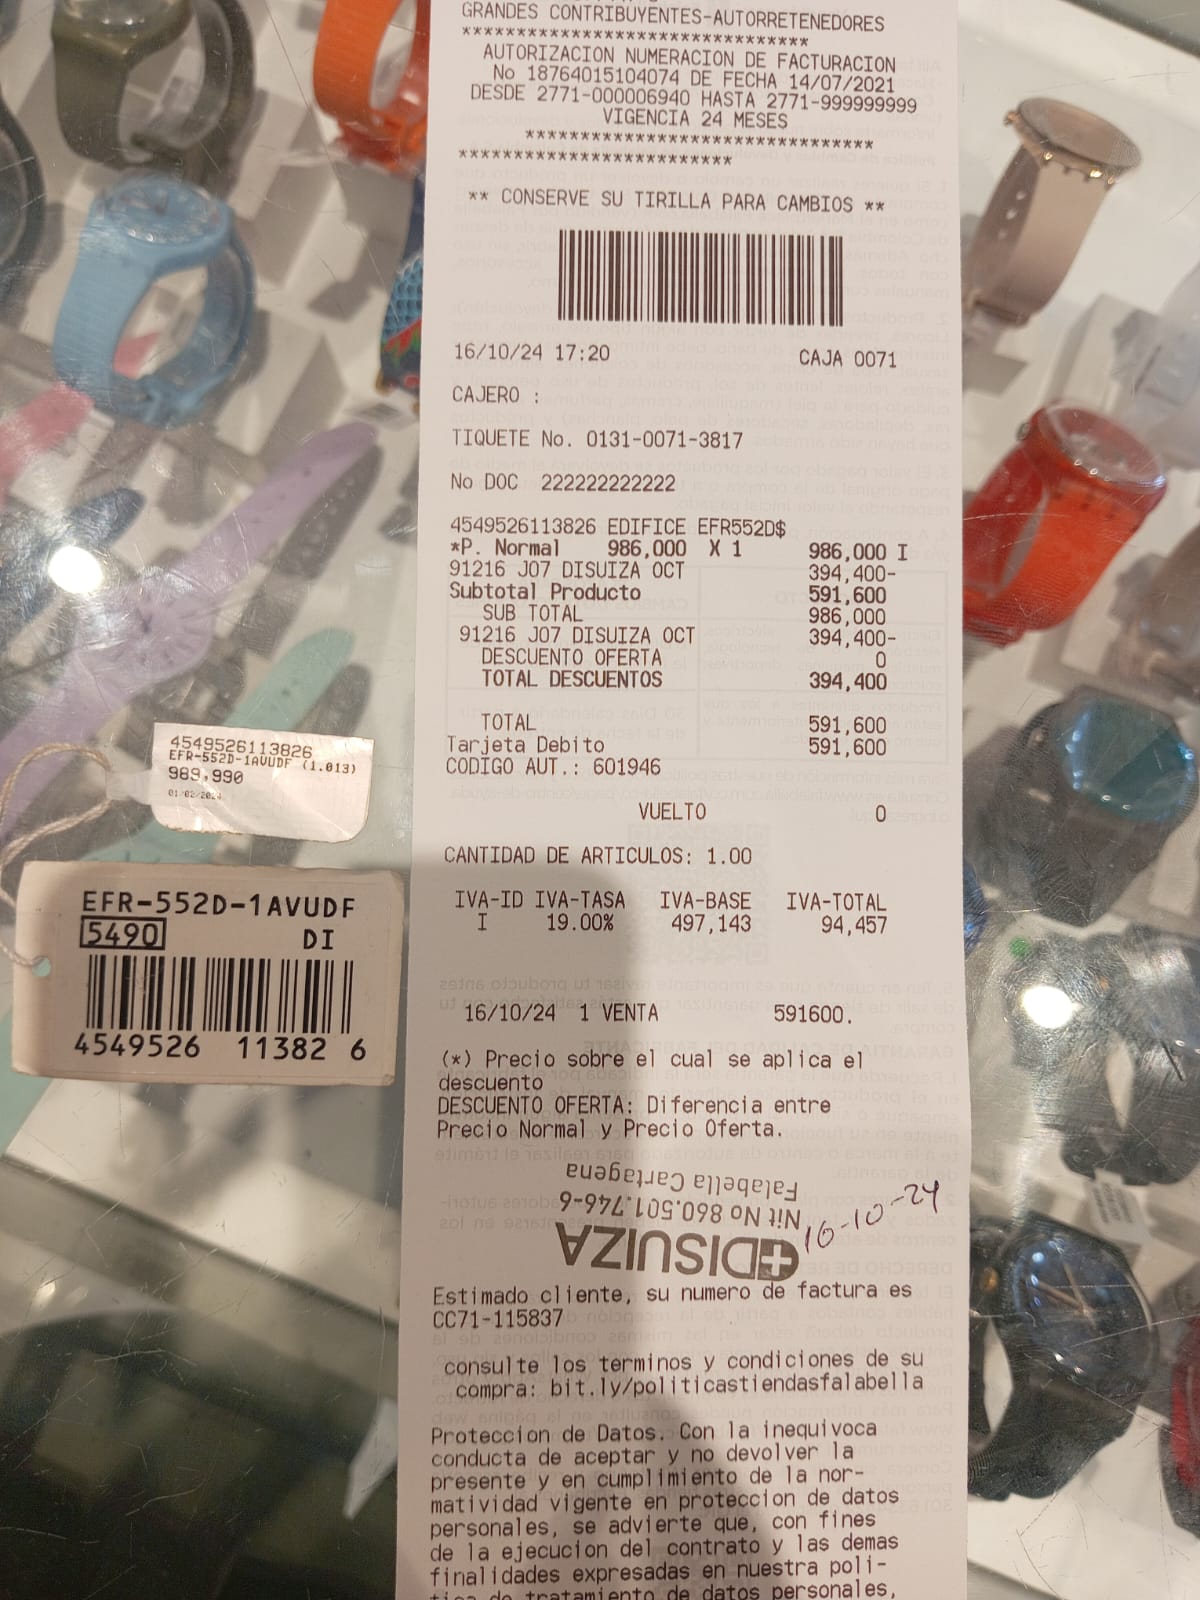 GRANDES CONTRIBUYENTES-AUTORRETENEDORES
********************************
AUTORIZACION NUMERACION DE FACTURACION
No 18764015104074 DE FECHA 14/07/2021
DESDE 2771-000006940 HASTA 2771-999999999
VIGENCIA 24 MESES
********************************
*************************
** CONSERVE SU TIRILLA PARA CAMBIOS **
16/10/24 17:20 CAJA 0071
CAJERO :
TIQUETE No. 0131-0071-3817
No DOC 222222222222
4549526113826 EDIFICE EFR552D$
*P. Normal 986,000 X 1 986,000 I
91216 J07 DISUIZA OCT 394,400-
Subtotal Producto 591,600
SUB TOTAL 986,000
91216 J07 DISUIZA OCT 394,400-
DESCUENTO OFERTA 0
TOTAL DESCUENTOS 394,400
TOTAL 591,600
Tarjeta Debito 591,600
CODIGO AUT.: 601946
VUELTO 0
CANTIDAD DE ARTICULOS: 1.00
IVA-ID IVA-TASA IVA-BASE IVA-TOTAL
I 19.00% 497,143 94,457
16/10/24 1 VENTA 591600.
(*) Precio sobre el cual se aplica el
descuento
DESCUENTO OFERTA: Diferencia entre
Precio Normal y Precio Oferta.
DISUIZA
Nit No 860.501.746-6
Falabella Cartagena
16-10-24
Estimado cliente, su numero de factura es
CC71-115837
consulte los terminos y condiciones de su
compra: bit.ly/politicastiendasfalabella
Proteccion de Datos. Con la inequivoca
conducta de aceptar y no devolver la
presente y en cumplimiento de la nor-
matividad vigente en proteccion de datos
personales, se advierte que, con fines
de la ejecucion del contrato y las demas
finalidades expresadas en nuestra poli-
tica de tratamiento de datos personales,
4549526113826
EFR-552D-1AVUDF (1.013)
989,990
01/02/2024
EFR-552D-1AVUDF
5490 DI
4549526 11382 6